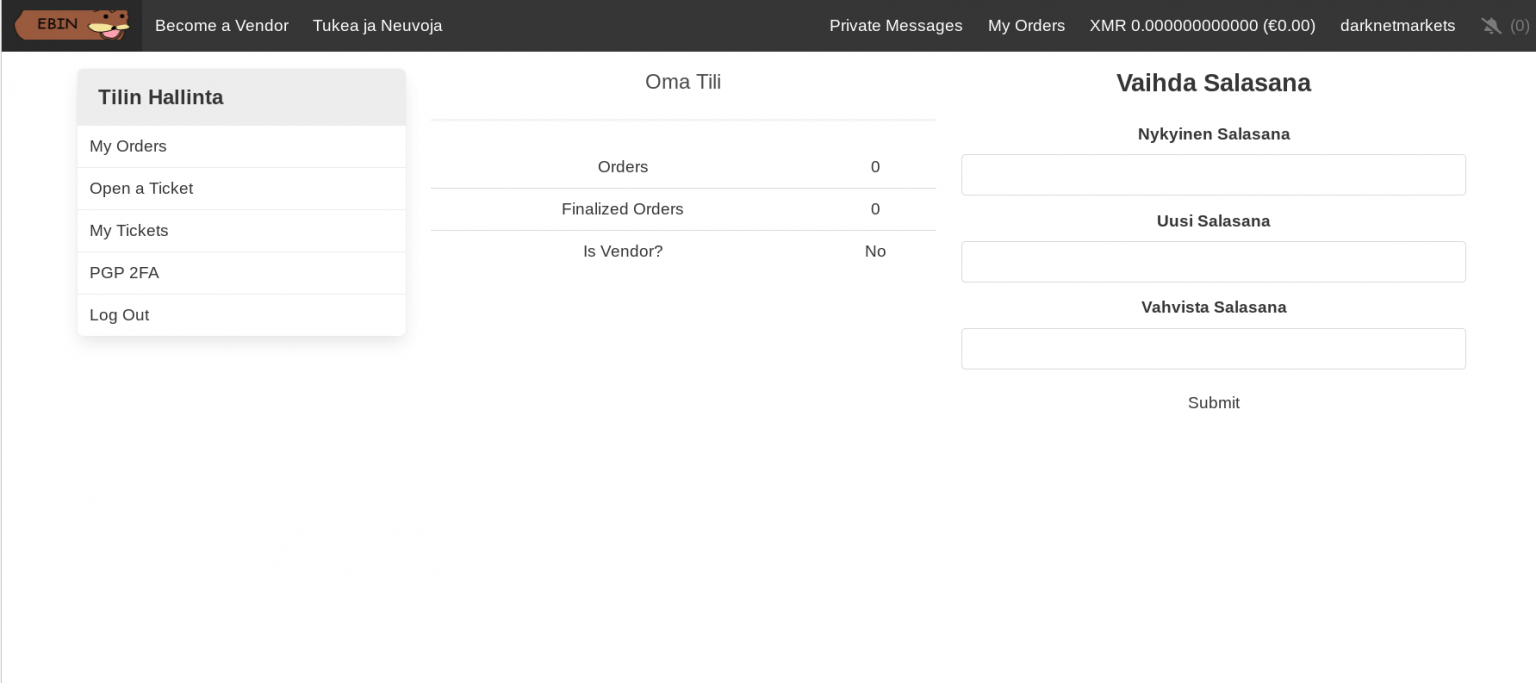 EBIN
Become a Vendor
Tukea ja Neuvoja
Private Messages
My Orders
XMR 0.000000000000 (€0.00)
darknetmarkets
(0)
Tilin Hallinta
My Orders
Open a Ticket
My Tickets
PGP 2FA
Log Out
Oma Tili
Orders 0
Finalized Orders 0
Is Vendor? No
Vaihda Salasana
Nykyinen Salasana
Uusi Salasana
Vahvista Salasana
Submit